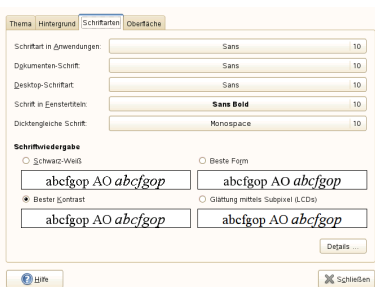 Thema Hintergrund Schriftarten Oberfläche
Schriftart in Anwendungen: Sans 10
Dokumenten-Schrift: Sans 10
Desktop-Schriftart: Sans 10
Schrift in Fenstertiteln: Sans Bold 10
Dicktengleiche Schrift: Monospace 10
Schriftwiedergabe
Schwarz-Weiß Beste Form
abcfgop AO abcfgop abcfgop AO abcfgop
Bester Kontrast Glättung mittels Subpixel (LCDs)
abcfgop AO abcfgop abcfgop AO abcfgop
Details ...
Hilfe Schließen